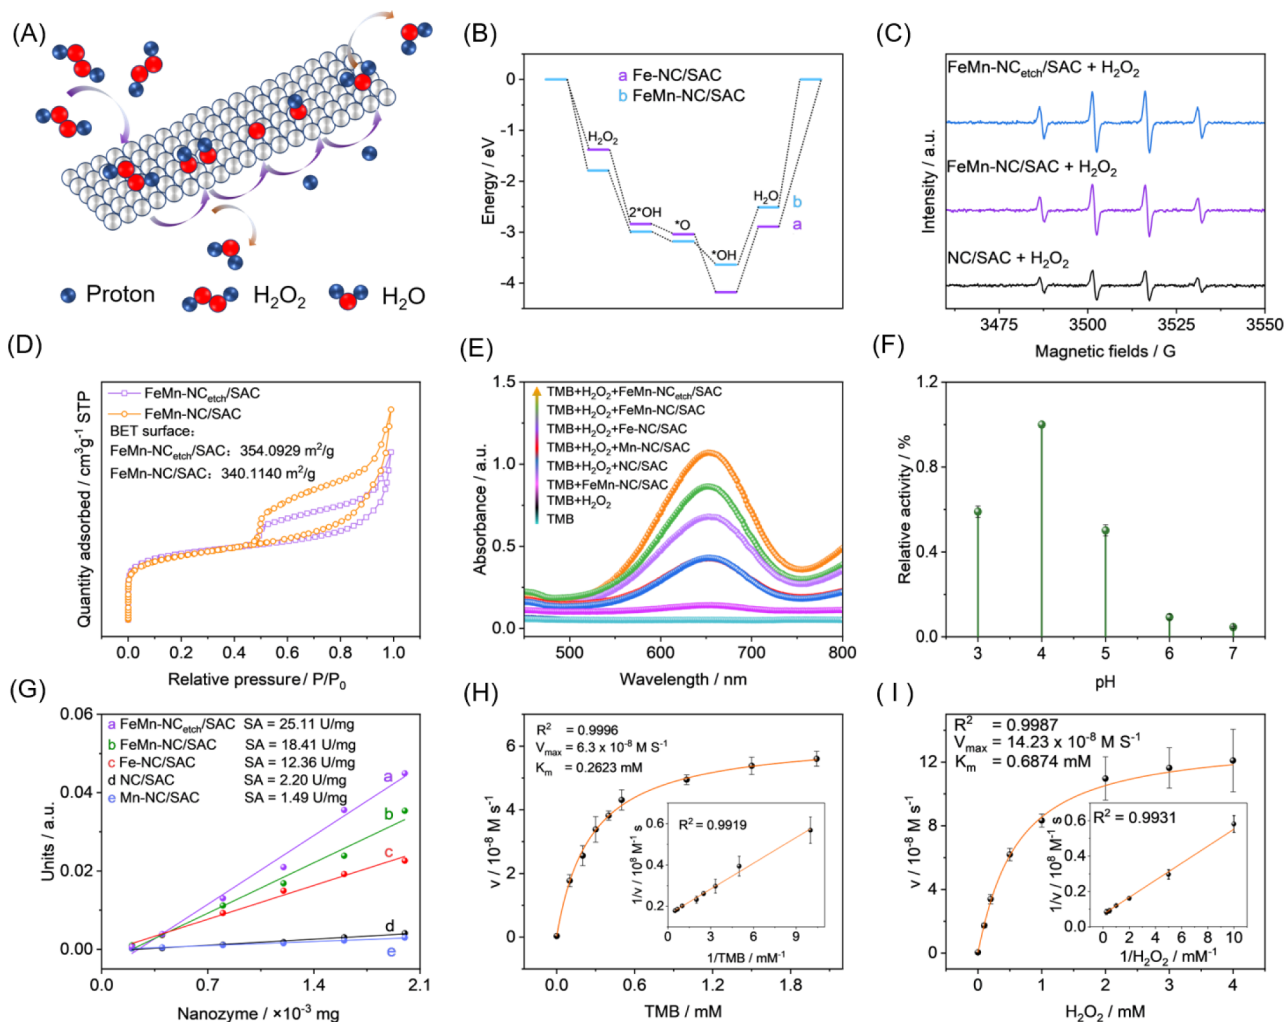 (A)
Proton
H₂O₂
H₂O
(B)
Energy / eV
0
-1
-2
-3
-4
a Fe-NC/SAC
b FeMn-NC/SAC
H₂O₂
2*OH
*O
*OH
H₂O
b
a
(C)
Intensity / a.u.
FeMn-NCetch/SAC + H₂O₂
FeMn-NC/SAC + H₂O₂
NC/SAC + H₂O₂
3475 3500 3525 3550
Magnetic fields / G
(D)
Quantity adsorbed / cm³g⁻¹ STP
FeMn-NCetch/SAC
FeMn-NC/SAC
BET surface:
FeMn-NCetch/SAC: 354.0929 m²/g
FeMn-NC/SAC: 340.1140 m²/g
0.0 0.2 0.4 0.6 0.8 1.0
Relative pressure / P/P₀
(E)
Absorbance / a.u.
1.5
1.0
0.5
0.0
TMB+H₂O₂+FeMn-NCetch/SAC
TMB+H₂O₂+FeMn-NC/SAC
TMB+H₂O₂+Fe-NC/SAC
TMB+H₂O₂+Mn-NC/SAC
TMB+H₂O₂+NC/SAC
TMB+FeMn-NC/SAC
TMB+H₂O₂
TMB
500 600 700 800
Wavelength / nm
(F)
Relative activity / %
1.2
0.8
0.4
0.0
3 4 5 6 7
pH
(G)
Units / a.u.
0.06
0.04
0.02
0.00
a FeMn-NCetch/SAC SA = 25.11 U/mg
b FeMn-NC/SAC SA = 18.41 U/mg
c Fe-NC/SAC SA = 12.36 U/mg
d NC/SAC SA = 2.20 U/mg
e Mn-NC/SAC SA = 1.49 U/mg
a
b
c
d
e
0.7 1.4 2.1
Nanozyme / ×10⁻³ mg
(H)
v / 10⁻⁸ M s⁻¹
8
6
4
2
0
R² = 0.9996
Vmax = 6.3 x 10⁻⁸ M S⁻¹
Km = 0.2623 mM
R² = 0.9919
1/v / 10⁸ M⁻¹ s
0.6
0.4
0.2
0.0
0 3 6 9
1/TMB / mM⁻¹
0.0 0.4 0.8 1.2 1.6 2.0
TMB / mM
(I)
v / 10⁻⁸ M s⁻¹
12
8
4
0
R² = 0.9987
Vmax = 14.23 x 10⁻⁸ M S⁻¹
Km = 0.6874 mM
R² = 0.9931
1/v / 10⁸ M⁻¹ s
0.6
0.4
0.2
0.0
0 2 4 6 8 10
1/H₂O₂ / mM⁻¹
0 1 2 3 4
H₂O₂ / mM